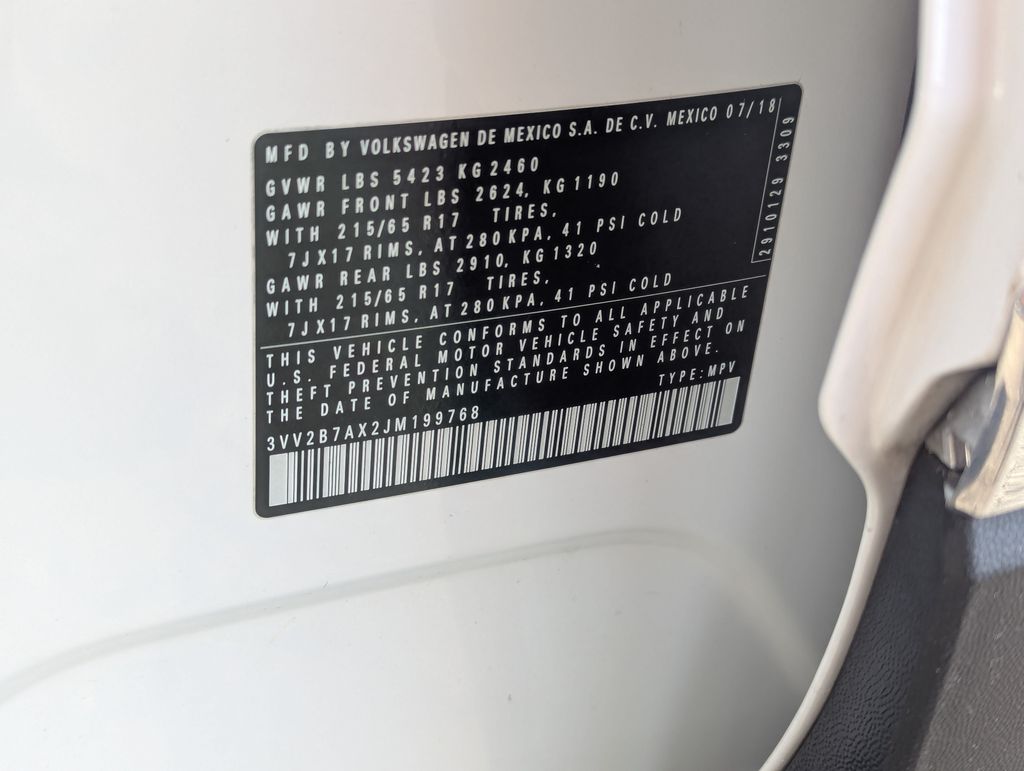 MFD BY VOLKSWAGEN DE MEXICO S.A. DE C.V. MEXICO 07/18
GVWR LBS 5423 KG 2460
GAWR FRONT LBS 2624, KG 1190
WITH 215/65 R17 TIRES,
7JX17 RIMS, AT 280 KPA, 41 PSI COLD
GAWR REAR LBS 2910, KG 1320
WITH 215/65 R17 TIRES,
7JX17 RIMS, AT 280 KPA, 41 PSI COLD
2910129 3309
THIS VEHICLE CONFORMS TO ALL APPLICABLE
U.S. FEDERAL MOTOR VEHICLE SAFETY AND
THEFT PREVENTION STANDARDS IN EFFECT ON
THE DATE OF MANUFACTURE SHOWN ABOVE.
3VV2B7AX2JM199768 TYPE: MPV